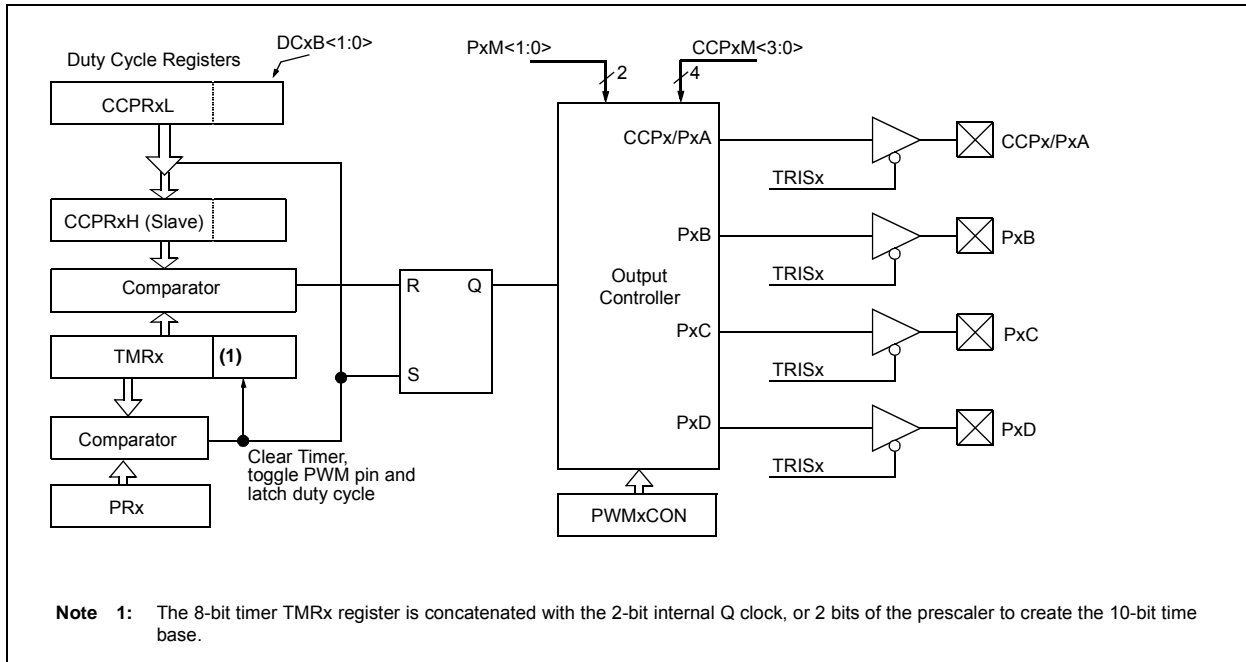 DCxB<1:0>
Duty Cycle Registers
CCPRxL
CCPRxH (Slave)
Comparator
TMRx
(1)
Comparator
PRx
Clear Timer,
toggle PWM pin and
latch duty cycle
R
Q
S
PxM<1:0>
2
CCPxM<3:0>
4
CCPx/PxA
PxB
Output
Controller
PxC
PxD
PWMxCON
TRISx
CCPx/PxA
TRISx
PxB
TRISx
PxC
TRISx
PxD
Note 1: The 8-bit timer TMRx register is concatenated with the 2-bit internal Q clock, or 2 bits of the prescaler to create the 10-bit time
base.